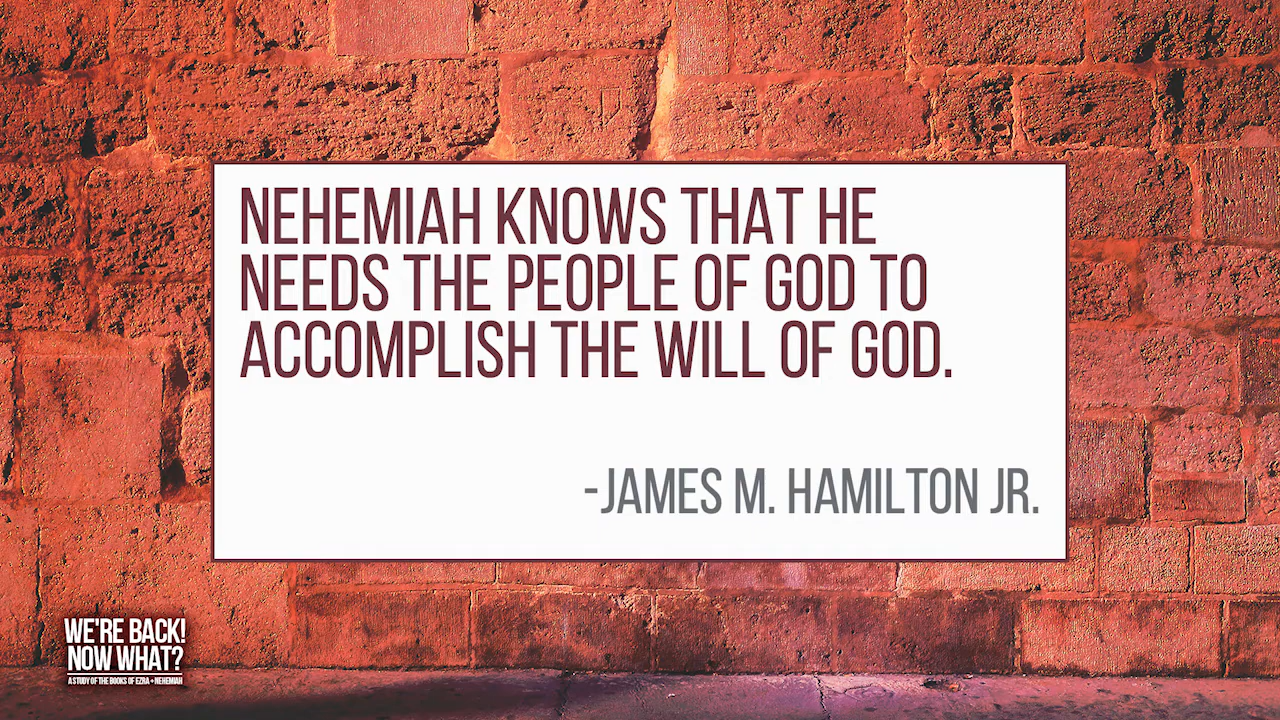 NEHEMIAH KNOWS THAT HE
NEEDS THE PEOPLE OF GOD TO
ACCOMPLISH THE WILL OF GOD.
-JAMES M. HAMILTON JR.
WE'RE BACK!
NOW WHAT?
A STUDY OF THE BOOKS OF EZRA + NEHEMIAH